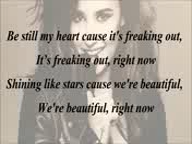 Be still my heart cause it's freaking out,
It's freaking out, right now
Shining like stars cause we're beautiful,
We're beautiful, right now